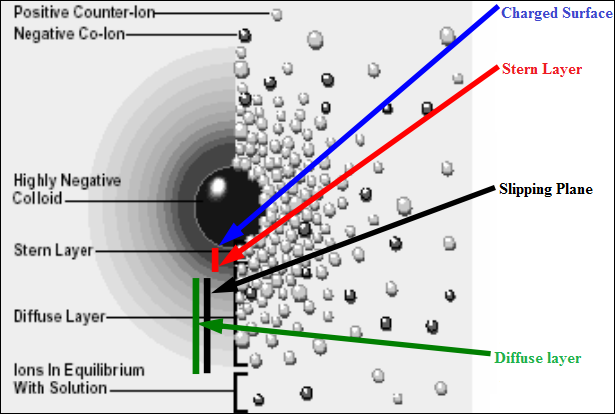 Positive Counter-Ion
Negative Co-Ion
Charged Surface
Stern Layer
Highly Negative
Colloid
Slipping Plane
Stern Layer
Diffuse Layer
Diffuse layer
Ions In Equilibrium
With Solution